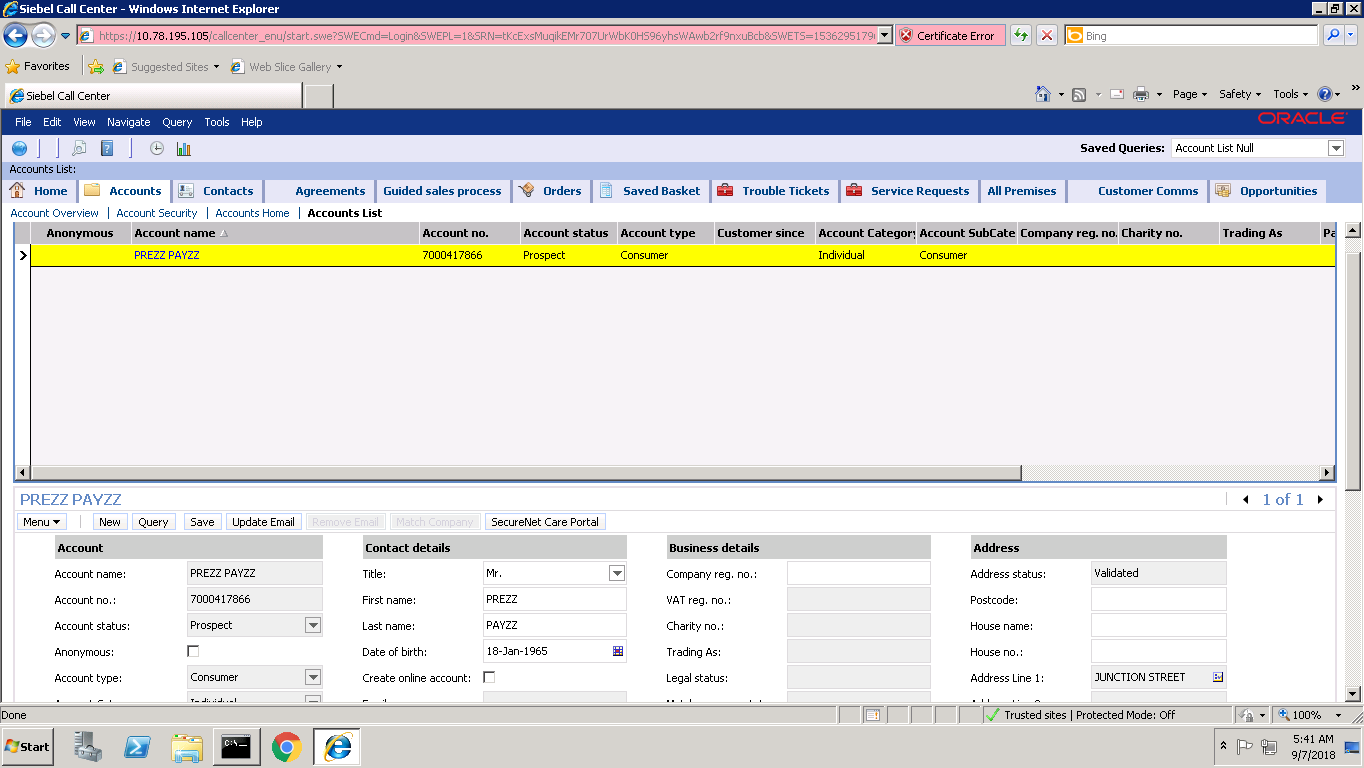 Siebel Call Center - Windows Internet Explorer
https://10.78.195.105/callcenter_enu/start.swe?SWECmd=Login&SWEPL=1&SRN=tKcExsMuqikEMr707UrWbK0HS96yhsWAwb2rf9nxuBcb&SWETS=1536295179 Certificate Error Bing
Favorites Suggested Sites Web Slice Gallery
Siebel Call Center Page Safety Tools
File Edit View Navigate Query Tools Help ORACLE
Saved Queries: Account List Null
Accounts List:
Home Accounts Contacts Agreements Guided sales process Orders Saved Basket Trouble Tickets Service Requests All Premises Customer Comms Opportunities
Account Overview | Account Security | Accounts Home | Accounts List
Anonymous Account name Account no. Account status Account type Customer since Account Category Account SubCate Company reg. no. Charity no. Trading As Pa
PREZZ PAYZZ 7000417866 Prospect Consumer Individual Consumer
PREZZ PAYZZ 1 of 1
Menu New Query Save Update Email Remove Email Match Company SecureNet Care Portal
Account Contact details Business details Address
Account name: PREZZ PAYZZ Title: Mr. Company reg. no.: Address status: Validated
Account no.: 7000417866 First name: PREZZ VAT reg. no.: Postcode:
Account status: Prospect Last name: PAYZZ Charity no.: House name:
Anonymous: Date of birth: 18-Jan-1965 Trading As: House no.:
Account type: Consumer Create online account: Legal status: Address Line 1: JUNCTION STREET
Done Trusted sites | Protected Mode: Off 100%
Start 5:41 AM
9/7/2018